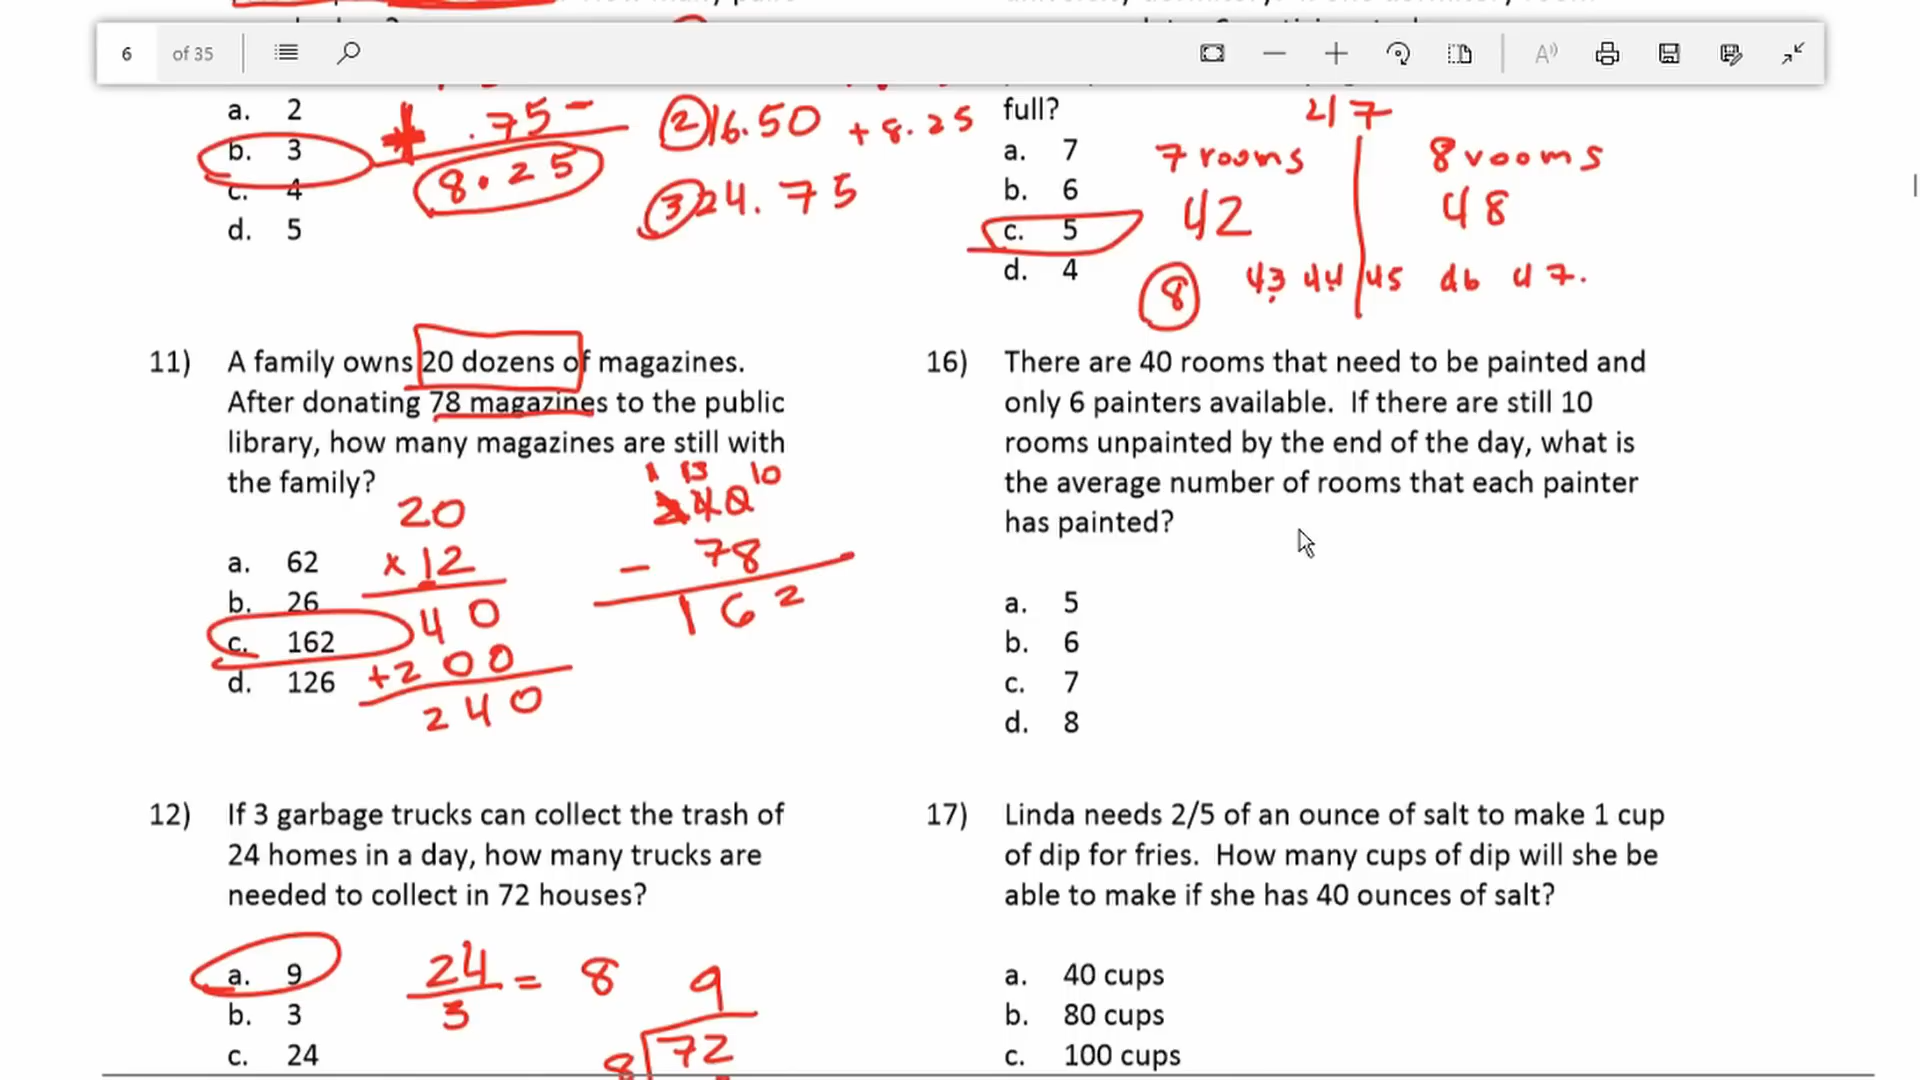 6 of 35
a. 2
b. 3
c. 4
d. 5
.75
8.25
② 16.50 + 8.25
③ 24.75
full?
a. 7
b. 6
c. 5
d. 4
47
7 rooms
8 rooms
42
48
8
43 44 45 46 47.
11) A family owns 20 dozens of magazines.
After donating 78 magazines to the public
library, how many magazines are still with
the family?
a. 62
b. 26
c. 162
d. 126
20
x 12
40
+200
240
1 13 10
240
- 78
162
12) If 3 garbage trucks can collect the trash of
24 homes in a day, how many trucks are
needed to collect in 72 houses?
a. 9
b. 3
c. 24
24
3
= 8
9
8 72
16) There are 40 rooms that need to be painted and
only 6 painters available. If there are still 10
rooms unpainted by the end of the day, what is
the average number of rooms that each painter
has painted?
a. 5
b. 6
c. 7
d. 8
17) Linda needs 2/5 of an ounce of salt to make 1 cup
of dip for fries. How many cups of dip will she be
able to make if she has 40 ounces of salt?
a. 40 cups
b. 80 cups
c. 100 cups